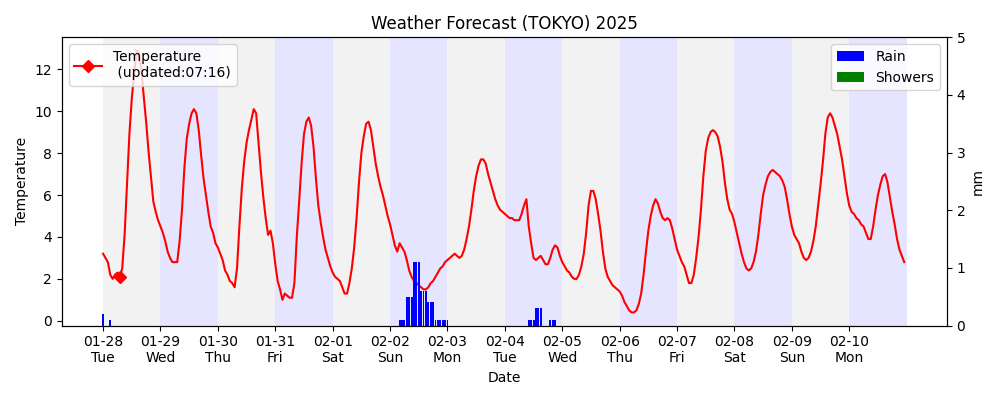 Weather Forecast (TOKYO) 2025
Temperature
(updated:07:16)
Rain
Showers
Temperature
12
10
8
6
4
2
0
5
4
3
2
1
0
mm
01-28 01-29 01-30 01-31 02-01 02-02 02-03 02-04 02-05 02-06 02-07 02-08 02-09 02-10
Tue Wed Thu Fri Sat Sun Mon Tue Wed Thu Fri Sat Sun Mon
Date